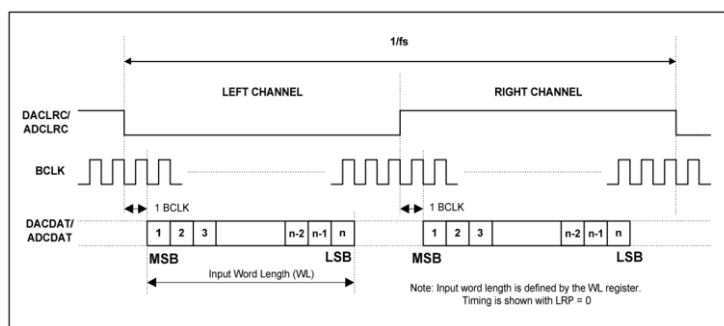 1/fs
LEFT CHANNEL RIGHT CHANNEL
DACLRC/
ADCLRC
BCLK
1 BCLK 1 BCLK
DACDAT/
ADCDAT
1 2 3 n-2 n-1 n 1 2 3 n-2 n-1 n
MSB LSB MSB LSB
Input Word Length (WL)
Note: Input word length is defined by the WL register.
Timing is shown with LRP = 0